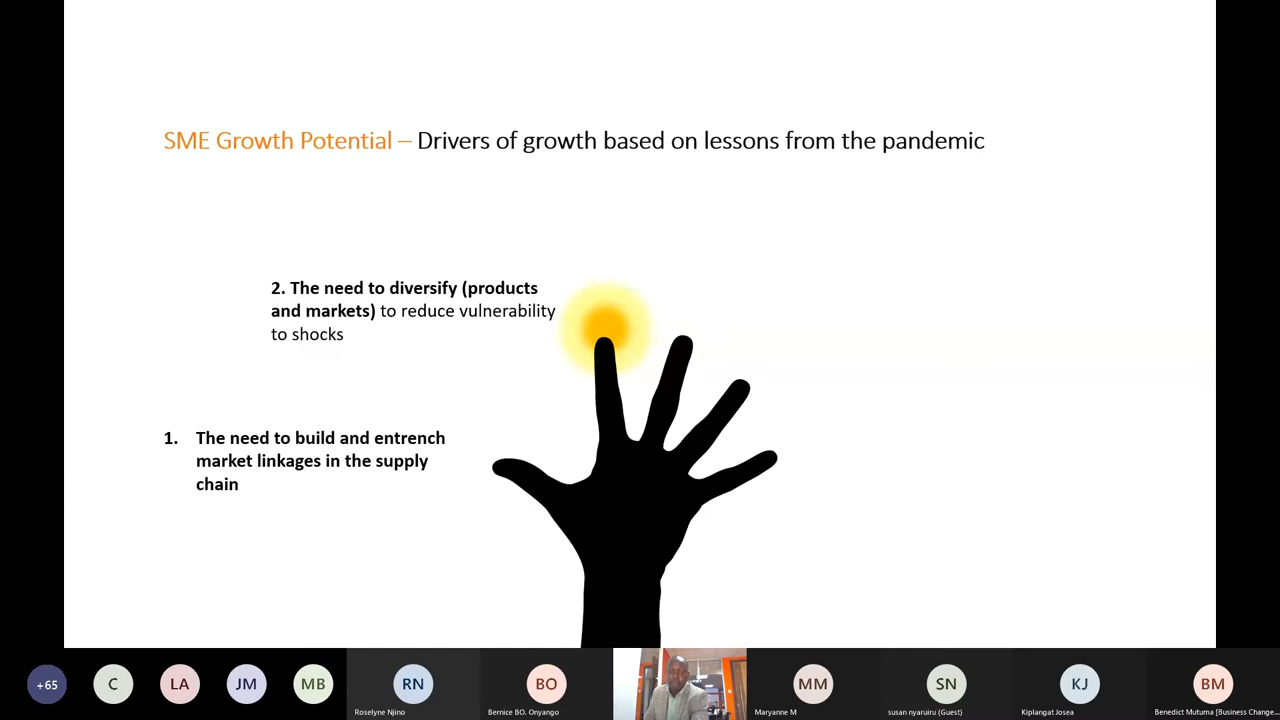 SME Growth Potential – Drivers of growth based on lessons from the pandemic
2. The need to diversify (products
and markets) to reduce vulnerability
to shocks
1. The need to build and entrench
market linkages in the supply
chain
+65
C
LA
JM
MB
RN
BO
MM
SN
KJ
BM
Roselyne Njino
Bernice BO. Onyango
Maryanne M
susan nyaruiru (Guest)
Kiplangat Josea
Benedict Mutuma [Business Change...